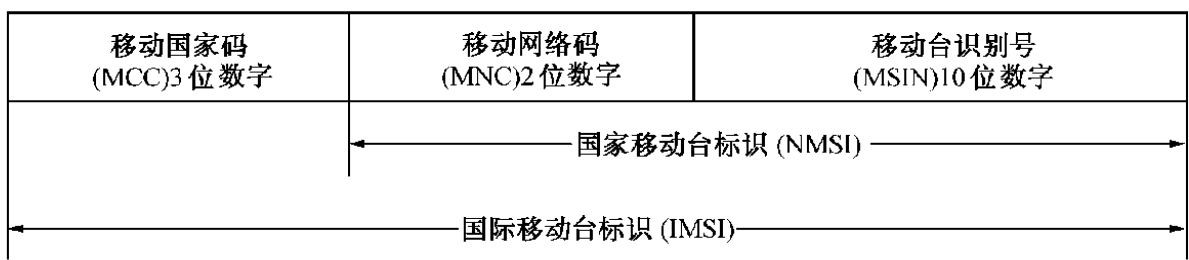 移动国家码
(MCC)3位数字
移动网络码
(MNC)2位数字
移动台识别号
(MSIN)10位数字
国家移动台标识 (NMSI)
国际移动台标识 (IMSI)